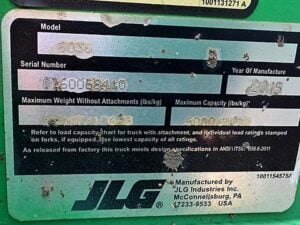 1001131271 A
Model
Serial Number
Year Of Manufacture
Maximum Weight Without Attachments (lbs/kg)
Maximum Capacity (lbs/kg)
Refer to load capacity chart for truck with attachment, and individual load ratings stamped
on forks, if equipped. Use lowest capacity of all ratings.
As released from factory this truck meets design specifications in ANSI/ITSDF B56.6-2011
JLG
Manufactured by
JLG Industries Inc.
McConnellsburg, PA
17233-9533 USA